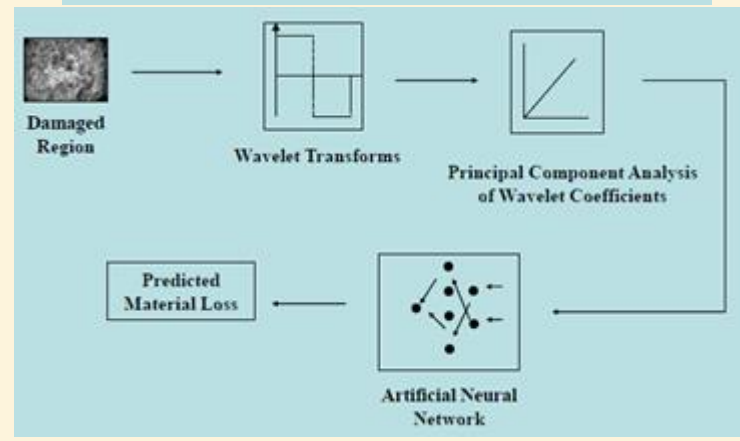 Damaged
Region
Wavelet Transforms
Principal Component Analysis
of Wavelet Coefficients
Artificial Neural
Network
Predicted
Material Loss